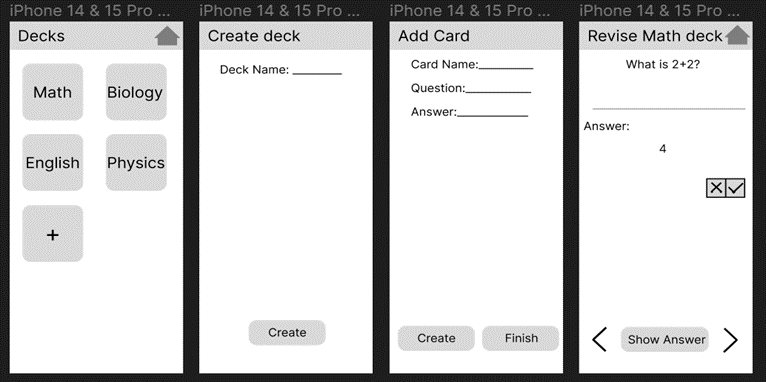 iPhone 14 & 15 Pro ...
Decks
Math
Biology
English
Physics
+
iPhone 14 & 15 Pro ...
Create deck
Deck Name: ________
Create
iPhone 14 & 15 Pro ...
Add Card
Card Name:________
Question:__________
Answer:__________
Create
Finish
iPhone 14 & 15 Pro ...
Revise Math deck
What is 2+2?
Answer:
4
Show Answer